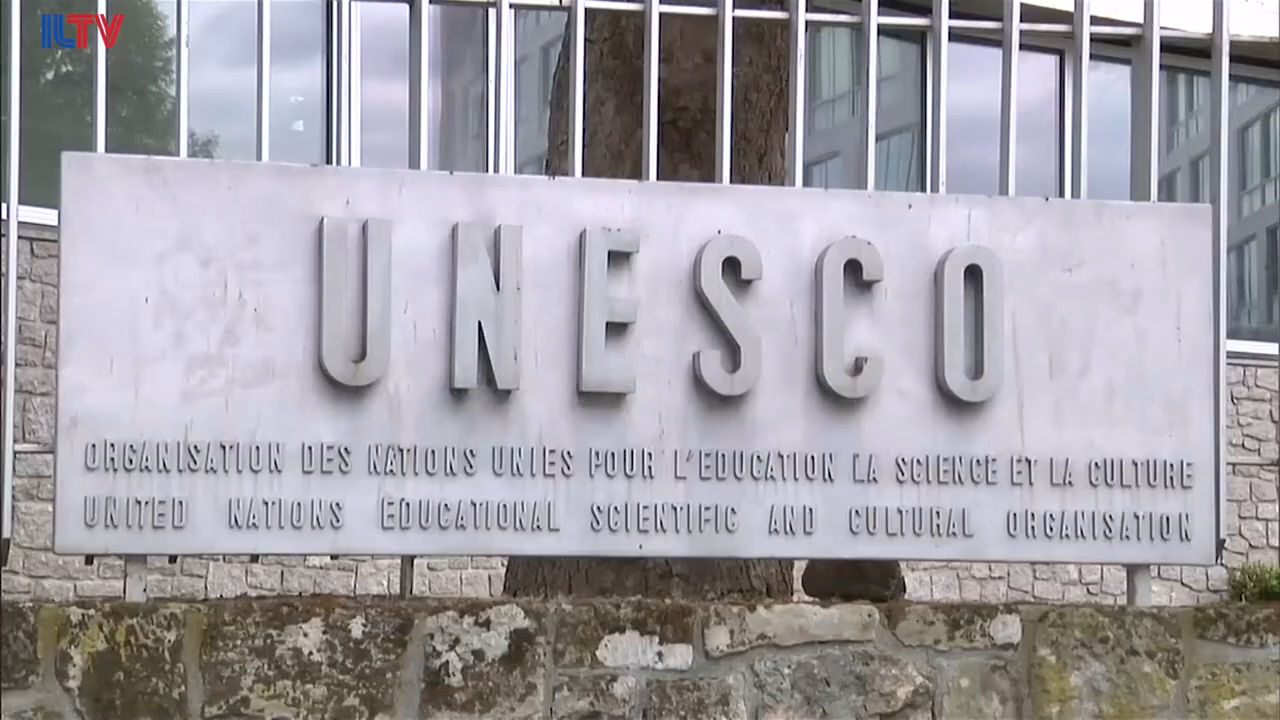 ILTV
UNESCO
ORGANISATION DES NATIONS UNIES POUR L'EDUCATION LA SCIENCE ET LA CULTURE
UNITED NATIONS EDUCATIONAL SCIENTIFIC AND CULTURAL ORGANISATION